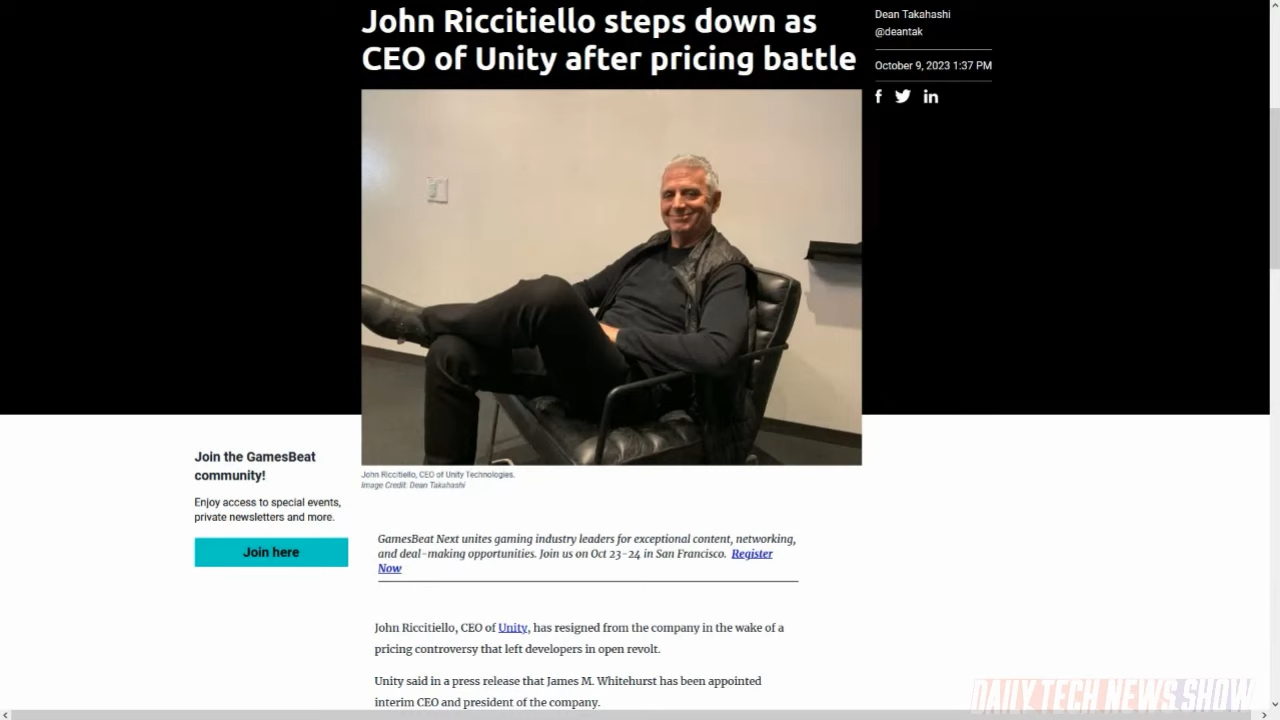 John Riccitiello steps down as
CEO of Unity after pricing battle
Dean Takahashi
@deantak
October 9, 2023 1:37 PM
John Riccitiello, CEO of Unity Technologies.
Image Credit: Dean Takahashi
Join the GamesBeat
community!
Enjoy access to special events,
private newsletters and more.
Join here
GamesBeat Next unites gaming industry leaders for exceptional content, networking,
and deal-making opportunities. Join us on Oct 23-24 in San Francisco. Register
Now
John Riccitiello, CEO of Unity, has resigned from the company in the wake of a
pricing controversy that left developers in open revolt.
Unity said in a press release that James M. Whitehurst has been appointed
interim CEO and president of the company.
DAILY TECH NEWS SHOW